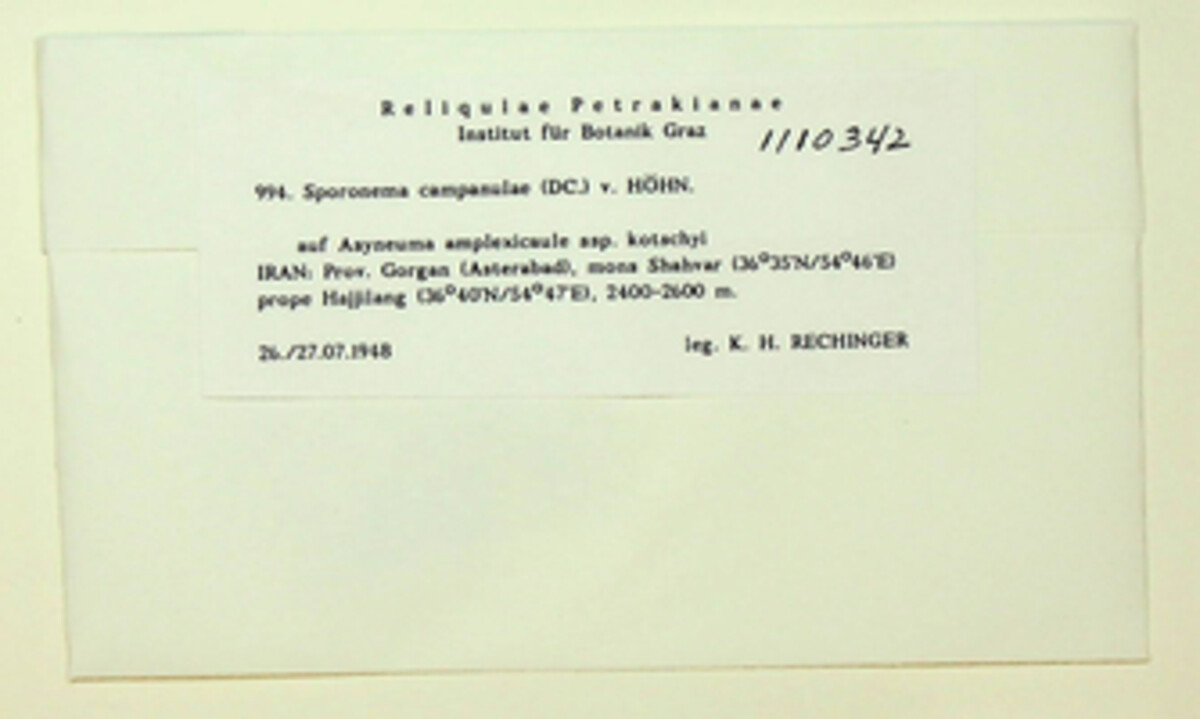 Reliquiae Petrakianae
Institut für Botanik Graz
1110342
994. Sporonema campanulae (DC.) v. HÖHN.
auf Asyneuma amplexicaule ssp. kotschyi
IRAN: Prov. Gorgan (Asterabad), mons Shahvar (36°35'N/54°46'E)
prope Hajjilang (36°40'N/54°47'E), 2400-2600 m.
26./27.07.1948
leg. K. H. RECHINGER